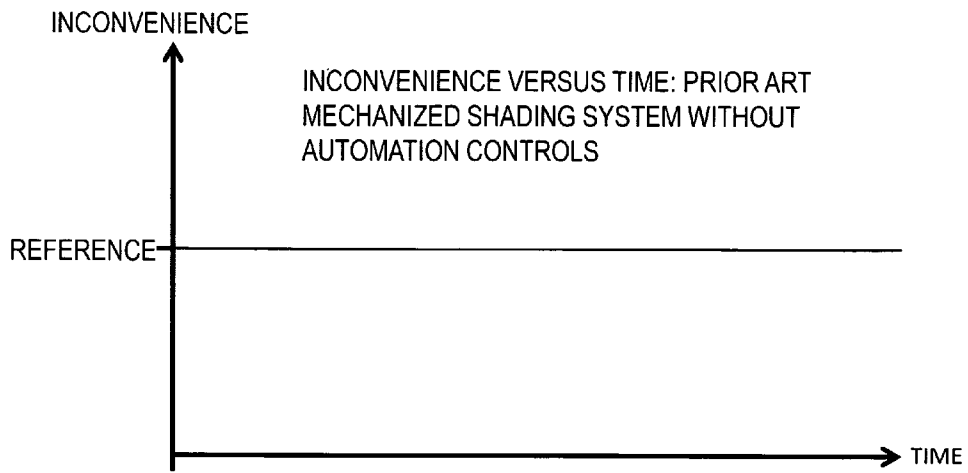 INCONVENIENCE
INCONVENIENCE VERSUS TIME: PRIOR ART
MECHANIZED SHADING SYSTEM WITHOUT
AUTOMATION CONTROLS
REFERENCE
TIME